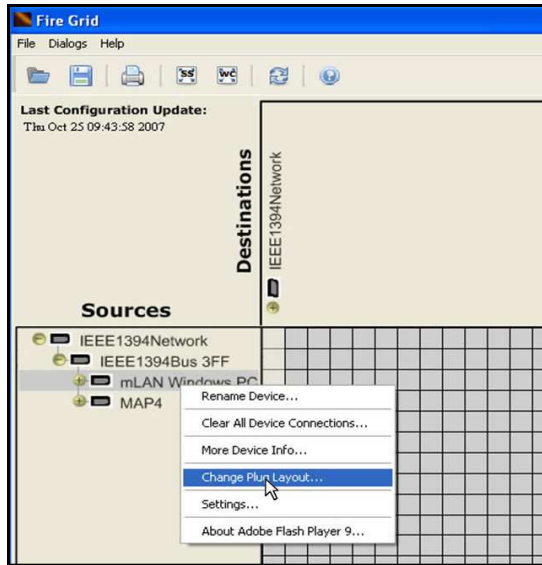 Fire Grid
File Dialogs Help
SS WC
Last Configuration Update:
Thu Oct 25 09:43:58 2007
Destinations
IEEE1394Network
Sources
IEEE1394Network
IEEE1394Bus 3FF
mLAN Windows PC
MAP4
Rename Device...
Clear All Device Connections...
More Device Info...
Change Plug Layout...
Settings...
About Adobe Flash Player 9...